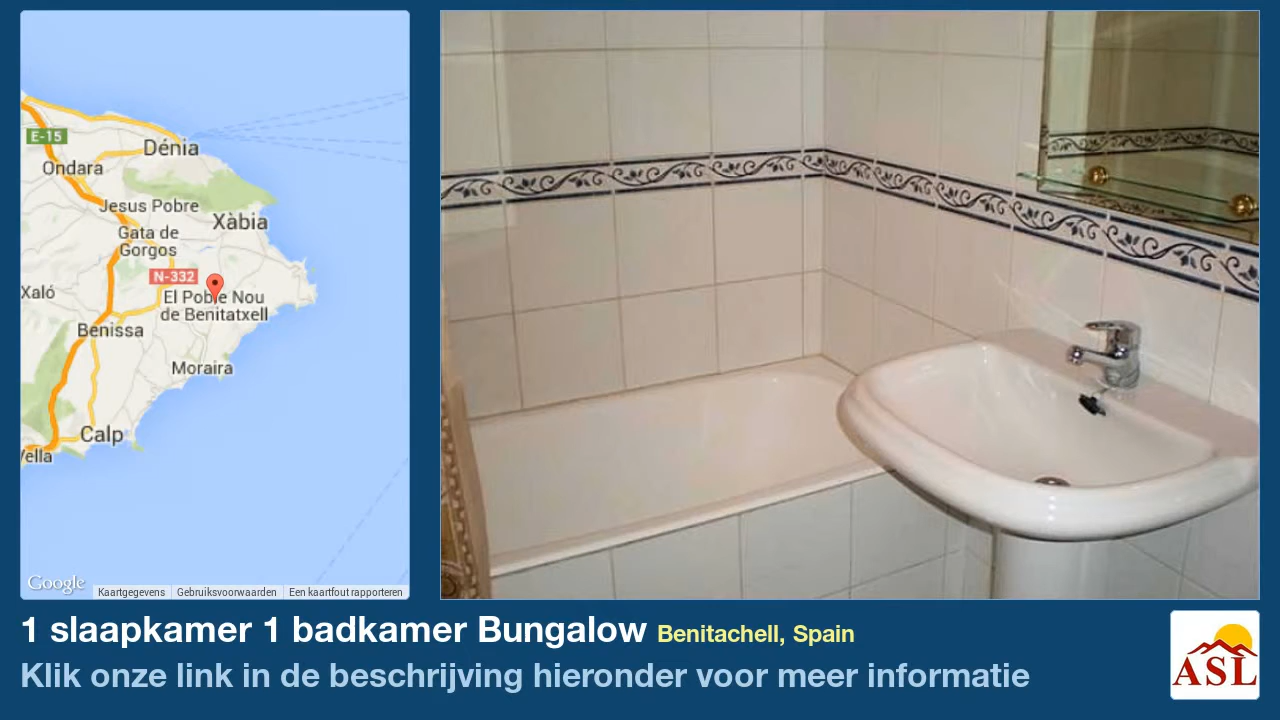 E-15
Dénia
Ondara
Jesus Pobre
Xàbia
Gata de
Gorgos
N-332
Xaló
El Poble Nou
de Benitatxell
Benissa
Moraira
Calp
Vella
Google
Kaartgegevens
Gebruiksvoorwaarden
Een kaartfout rapporteren
1 slaapkamer 1 badkamer Bungalow Benitachell, Spain
Klik onze link in de beschrijving hieronder voor meer informatie
ASL